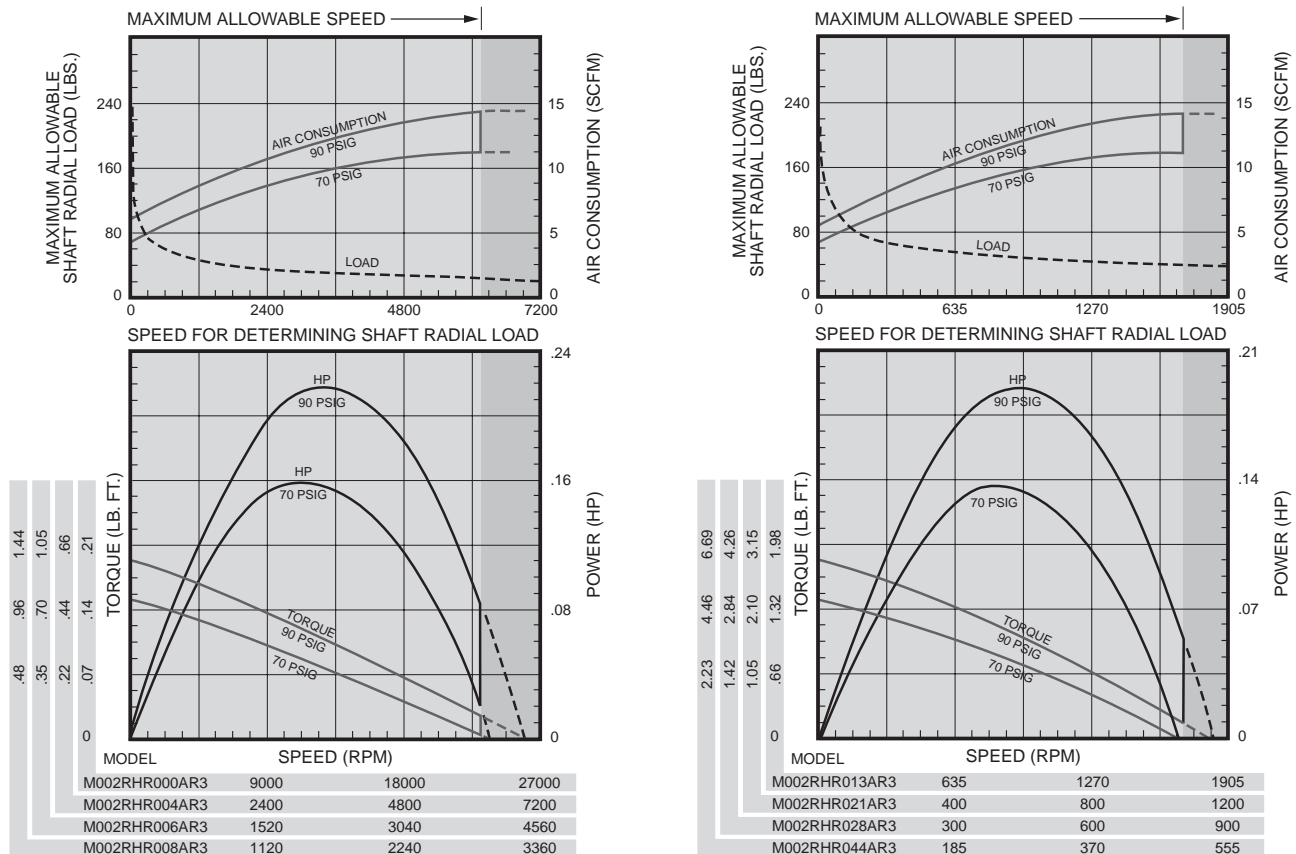 MAXIMUM ALLOWABLE SPEED
MAXIMUM ALLOWABLE
SHAFT RADIAL LOAD (LBS.)
240
160
80
0
AIR CONSUMPTION
90 PSIG
70 PSIG
LOAD
15
10
5
0
AIR CONSUMPTION (SCFM)
0 2400 4800 7200
SPEED FOR DETERMINING SHAFT RADIAL LOAD
.24
.16
.08
0
POWER (HP)
HP
90 PSIG
HP
70 PSIG
TORQUE
90 PSIG
70 PSIG
TORQUE (LB. FT.)
1.44 1.05 .66 .21
.96 .70 .44 .14
.48 .35 .22 .07
0
MODEL SPEED (RPM)
M002RHR000AR3 9000 18000 27000
M002RHR004AR3 2400 4800 7200
M002RHR006AR3 1520 3040 4560
M002RHR008AR3 1120 2240 3360
MAXIMUM ALLOWABLE SPEED
MAXIMUM ALLOWABLE
SHAFT RADIAL LOAD (LBS.)
240
160
80
0
AIR CONSUMPTION
90 PSIG
70 PSIG
LOAD
15
10
5
0
AIR CONSUMPTION (SCFM)
0 635 1270 1905
SPEED FOR DETERMINING SHAFT RADIAL LOAD
.21
.14
.07
0
POWER (HP)
HP
90 PSIG
70 PSIG
TORQUE
90 PSIG
70 PSIG
TORQUE (LB. FT.)
6.69 4.26 3.15 1.98
4.46 2.84 2.10 1.32
2.23 1.42 1.05 .66
0
MODEL SPEED (RPM)
M002RHR013AR3 635 1270 1905
M002RHR021AR3 400 800 1200
M002RHR028AR3 300 600 900
M002RHR044AR3 185 370 555